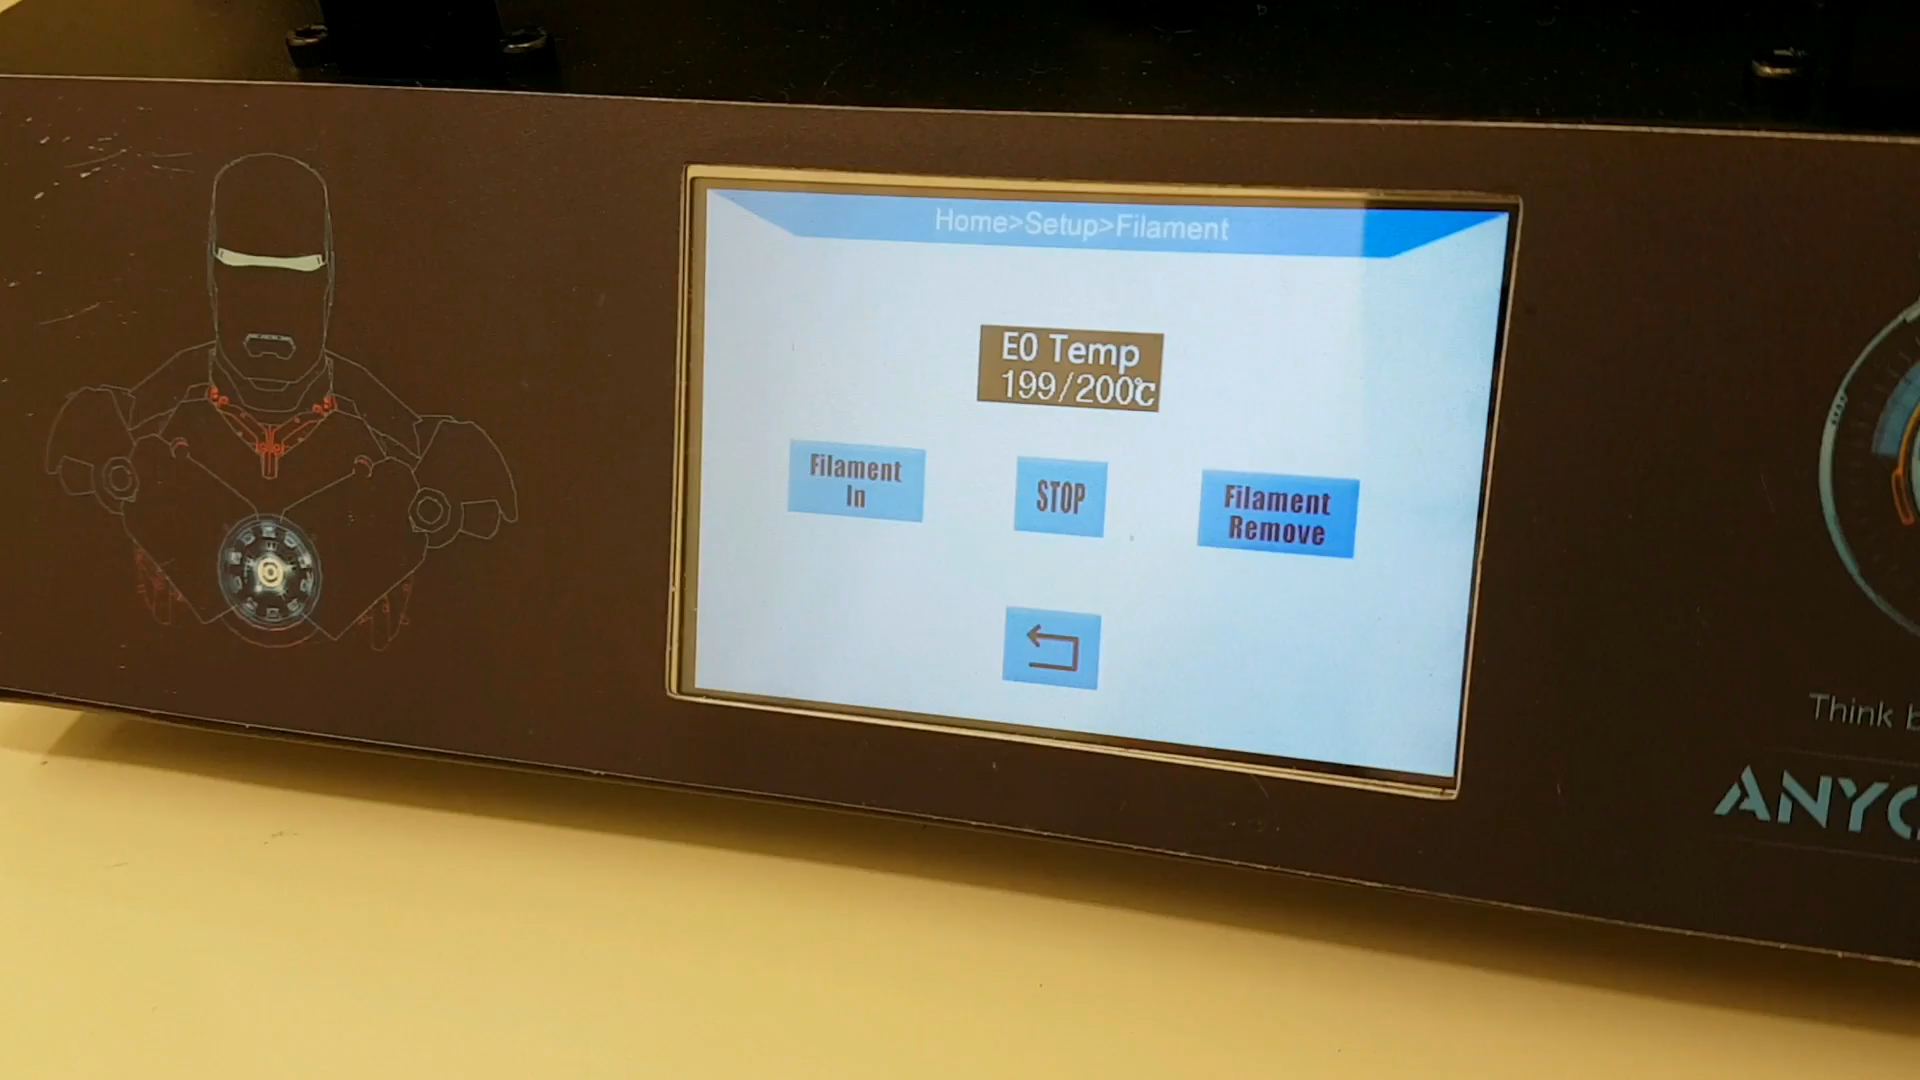 Home>Setup>Filament
E0 Temp
199/200℃
Filament
In
STOP
Filament
Remove
Think b
ANYC